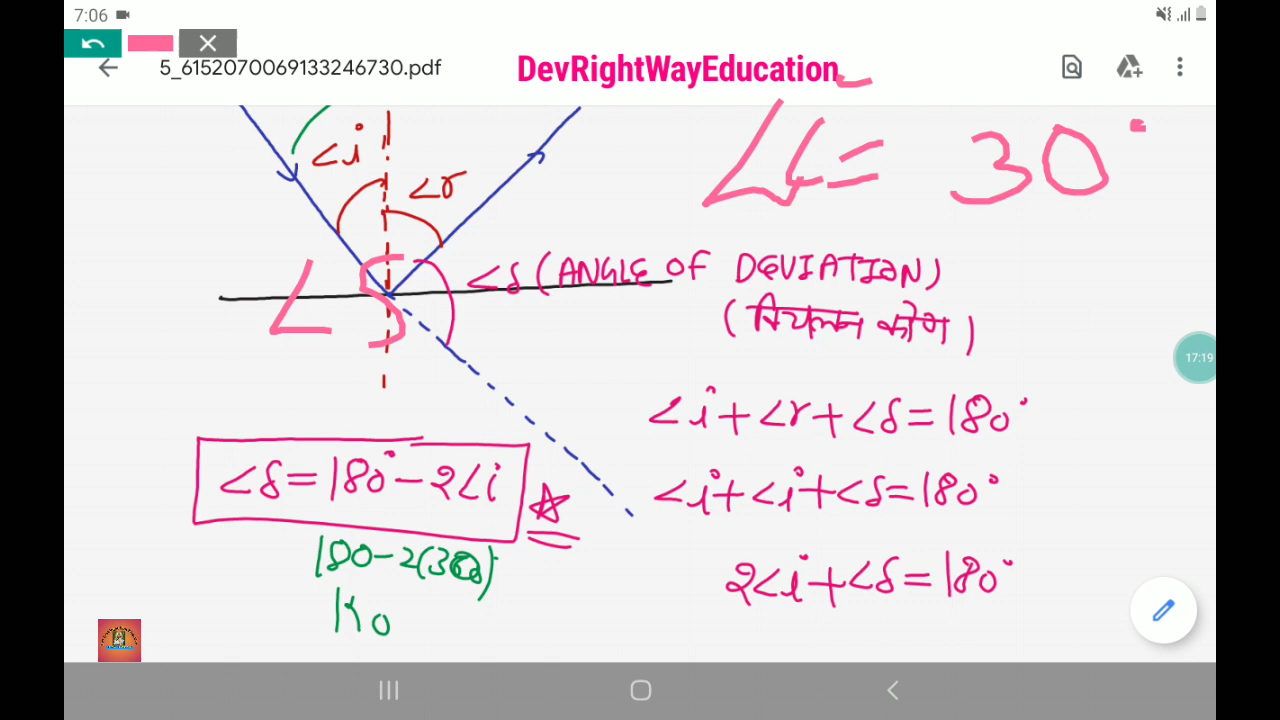 7:06
5_6152070069133246730.pdf
DevRightWayEducation
∠i = 30°
<i
<r
∠δ
<δ (ANGLE OF DEVIATION)
(विचलन कोण)
<i+<r+<δ=180°
<δ=180°-2<i
<i+<i+<δ=180°
180-2(30)
2<i+<δ=180°
17:19